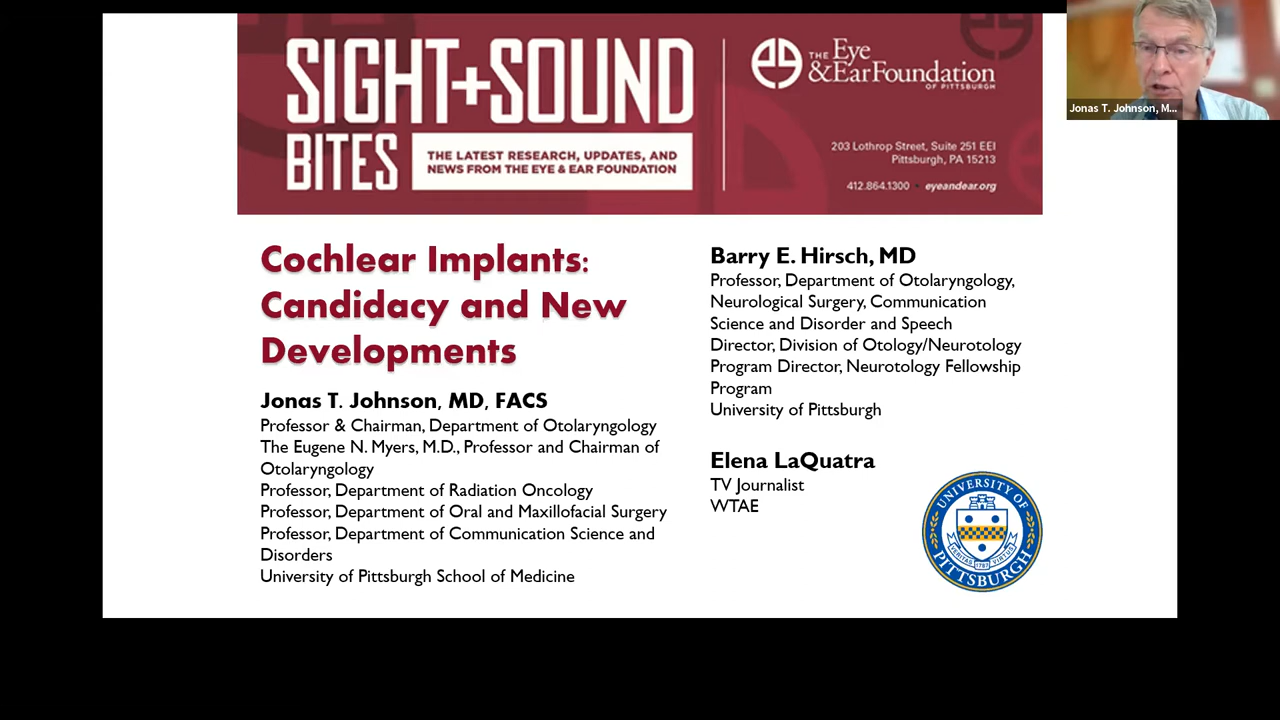 SIGHT+SOUND
BITES
THE LATEST RESEARCH, UPDATES, AND
NEWS FROM THE EYE & EAR FOUNDATION
THE Eye
& Ear Foundation
OF PITTSBURGH
203 Lothrop Street, Suite 251 EEI
Pittsburgh, PA 15213
412.864.1300 • eyeandear.org
Jonas T. Johnson, M...
Cochlear Implants:
Candidacy and New
Developments
Jonas T. Johnson, MD, FACS
Professor & Chairman, Department of Otolaryngology
The Eugene N. Myers, M.D., Professor and Chairman of
Otolaryngology
Professor, Department of Radiation Oncology
Professor, Department of Oral and Maxillofacial Surgery
Professor, Department of Communication Science and
Disorders
University of Pittsburgh School of Medicine
Barry E. Hirsch, MD
Professor, Department of Otolaryngology,
Neurological Surgery, Communication
Science and Disorder and Speech
Director, Division of Otology/Neurotology
Program Director, Neurotology Fellowship
Program
University of Pittsburgh
Elena LaQuatra
TV Journalist
WTAE
UNIVERSITY OF
PITTSBURGH
VERITAS VIRTUS
1787